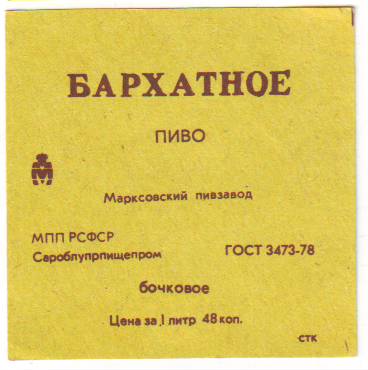 БАРХАТНОЕ
ПИВО
Марксовский пивзавод
МПП РСФСР
Сароблупрпищепром
ГОСТ 3473-78
бочковое
Цена за 1 литр 48 коп.
стк